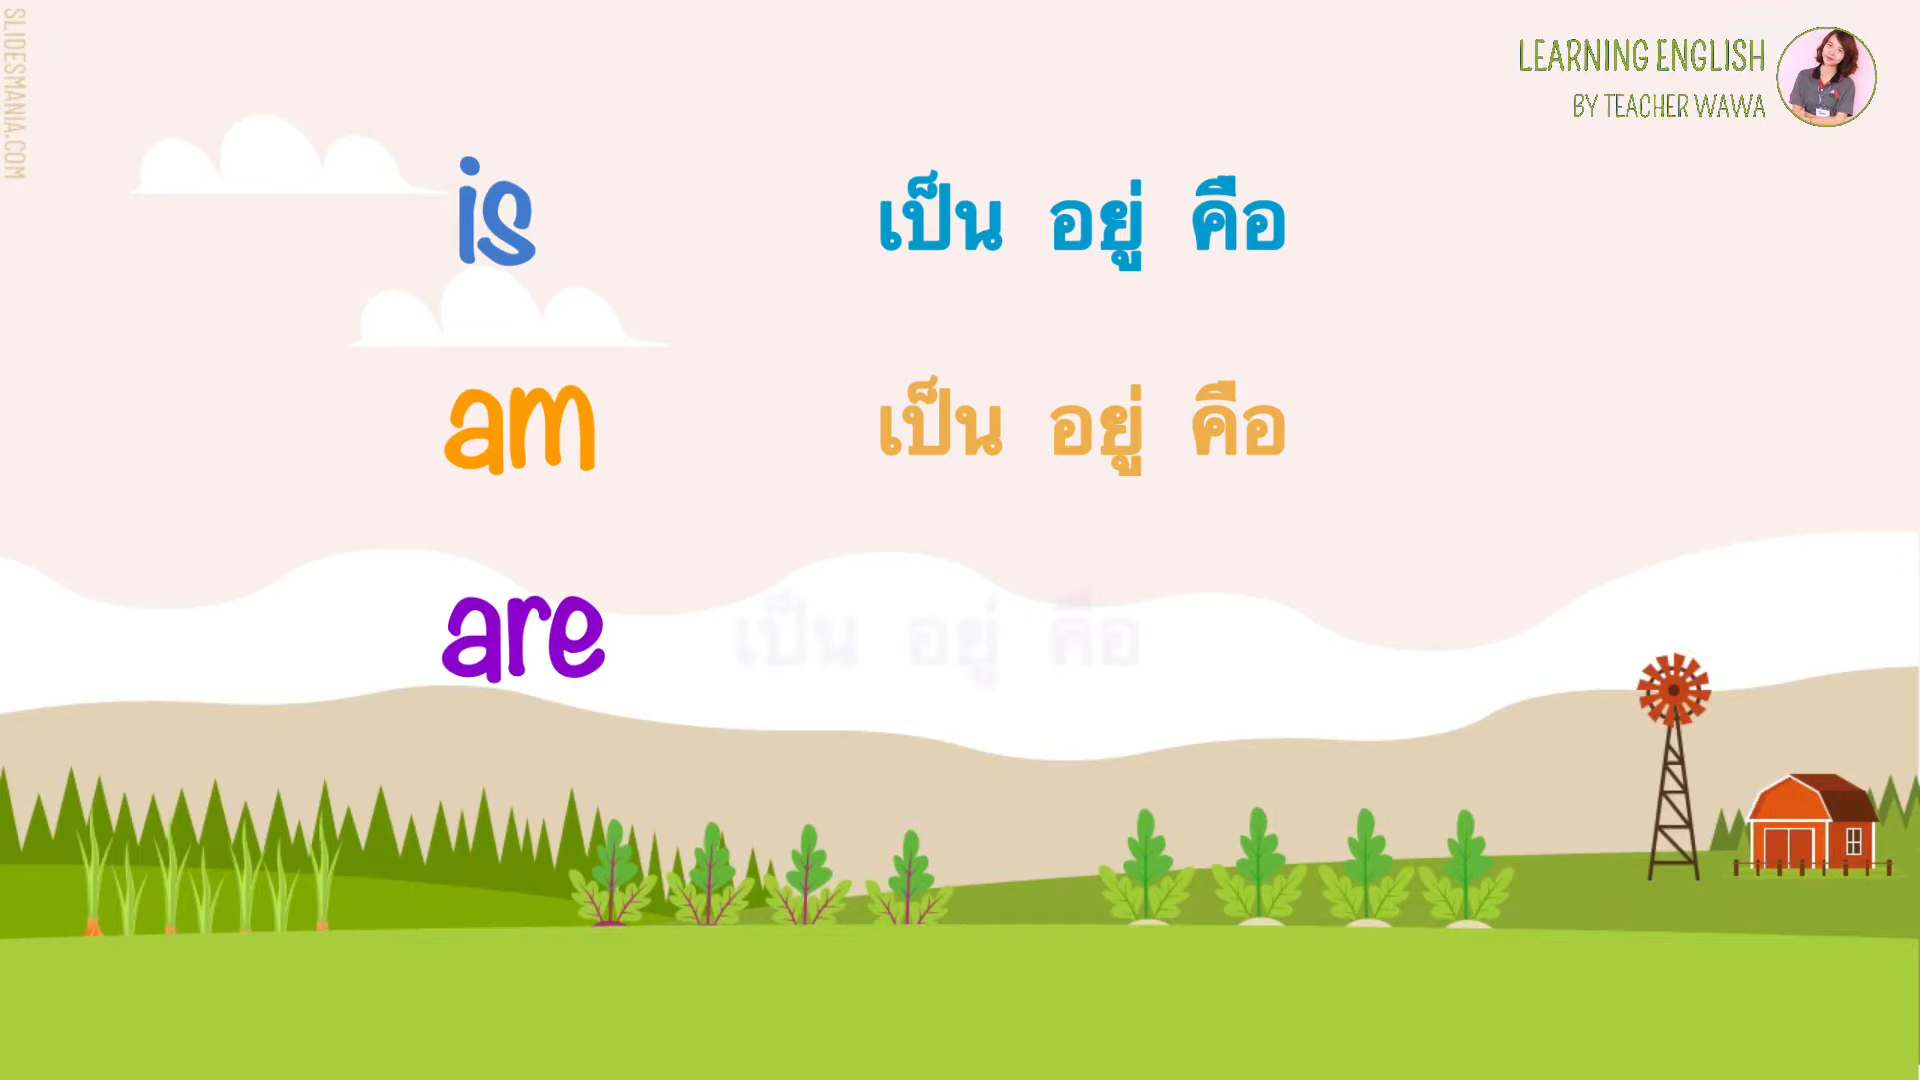 SLIDESMANIA.COM
LEARNING ENGLISH
BY TEACHER WAWA
is เป็น อยู่ คือ
am เป็น อยู่ คือ
are เป็น อยู่ คือ